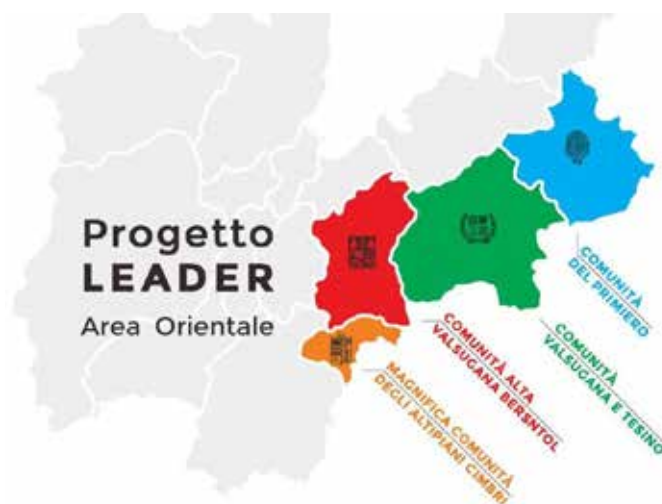 Progetto
LEADER
Area Orientale
COMUNITÀ
DEL PRIMIERO
COMUNITÀ
VALSUGANA E TESINO
COMUNITÀ ALTA
VALSUGANA BERSNTOL
MAGNIFICA COMUNITÀ
DEGLI ALTIPIANI CIMBRI